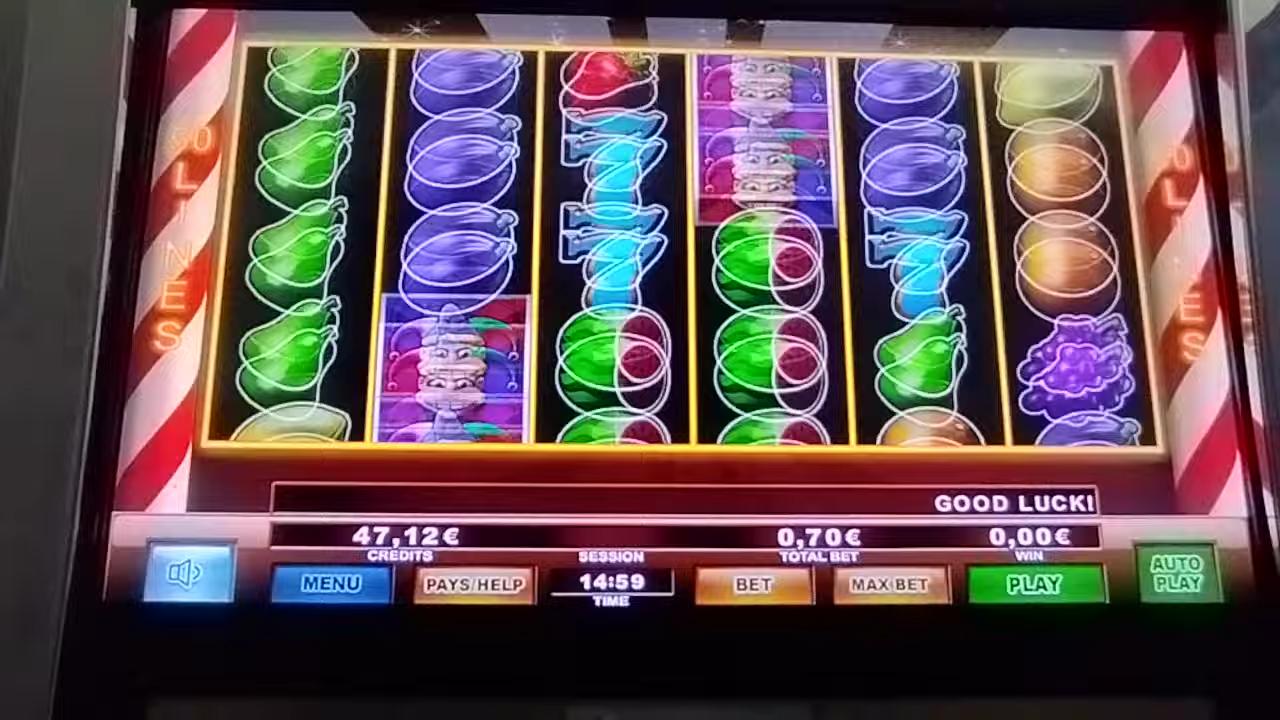 50
LINES
GOOD LUCK!
47,12€ 0,70€ 0,00€
CREDITS SESSION TOTAL BET WIN
MENU PAYS/HELP 14:59 BET MAX BET PLAY AUTO PLAY
TIME